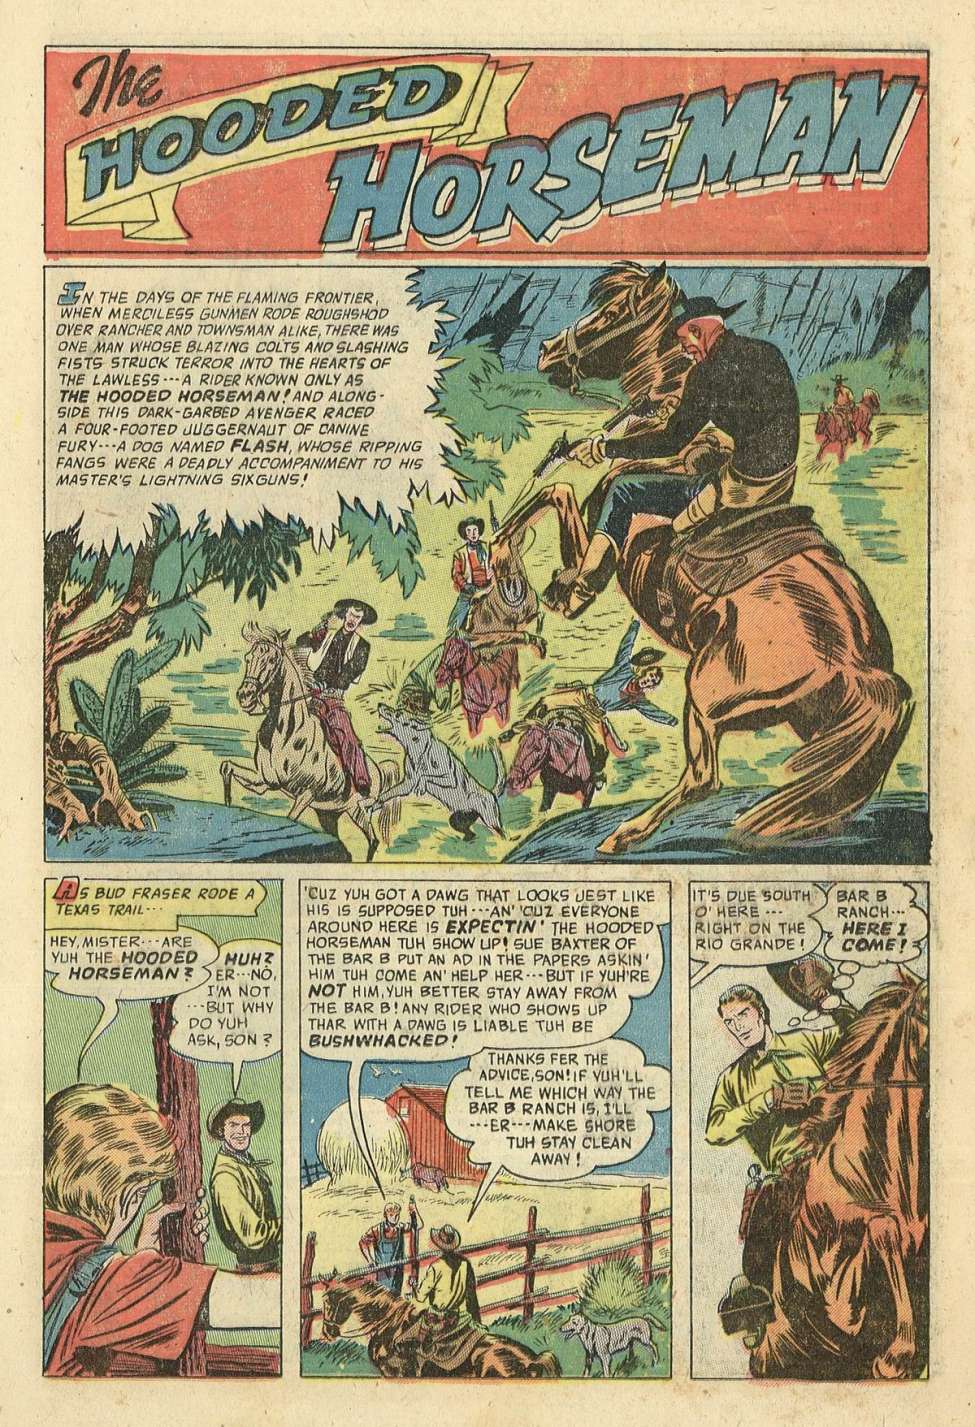 The
HOODED
HORSEMAN
IN THE DAYS OF THE FLAMING FRONTIER,
WHEN MERCILESS GUNMEN RODE ROUGHSHOD
OVER RANCHER AND TOWNSMAN ALIKE, THERE WAS
ONE MAN WHOSE BLAZING COLTS AND SLASHING
FISTS STRUCK TERROR INTO THE HEARTS OF
THE LAWLESS---A RIDER KNOWN ONLY AS
THE HOODED HORSEMAN! AND ALONG-
SIDE THIS DARK-GARBED AVENGER RACED
A FOUR-FOOTED JUGGERNAUT OF CANINE
FURY---A DOG NAMED FLASH, WHOSE RIPPING
FANGS WERE A DEADLY ACCOMPANIMENT TO HIS
MASTER'S LIGHTNING SIXGUNS!
AS BUD FRASER RODE A
TEXAS TRAIL---
HEY, MISTER---ARE
YUH THE HOODED
HORSEMAN?
HUH?
ER---NO,
I'M NOT
---BUT WHY
DO YUH
ASK, SON?
'CUZ YUH GOT A DAWG THAT LOOKS JEST LIKE
HIS IS SUPPOSED TUH---AN' 'CUZ EVERYONE
AROUND HERE IS EXPECTIN' THE HOODED
HORSEMAN TUH SHOW UP! SUE BAXTER OF
THE BAR B PUT AN AD IN THE PAPERS ASKIN'
HIM TUH COME AN' HELP HER---BUT IF YUH'RE
NOT HIM, YUH BETTER STAY AWAY FROM
THE BAR B! ANY RIDER WHO SHOWS UP
THAR WITH A DAWG IS LIABLE TUH BE
BUSHWHACKED!
THANKS FER THE
ADVICE, SON! IF YUH'LL
TELL ME WHICH WAY THE
BAR B RANCH IS, I'LL
---ER---MAKE SHORE
TUH STAY CLEAN
AWAY!
IT'S DUE SOUTH
O' HERE ---
RIGHT ON THE
RIO GRANDE!
BAR B
RANCH---
HERE I
COME!